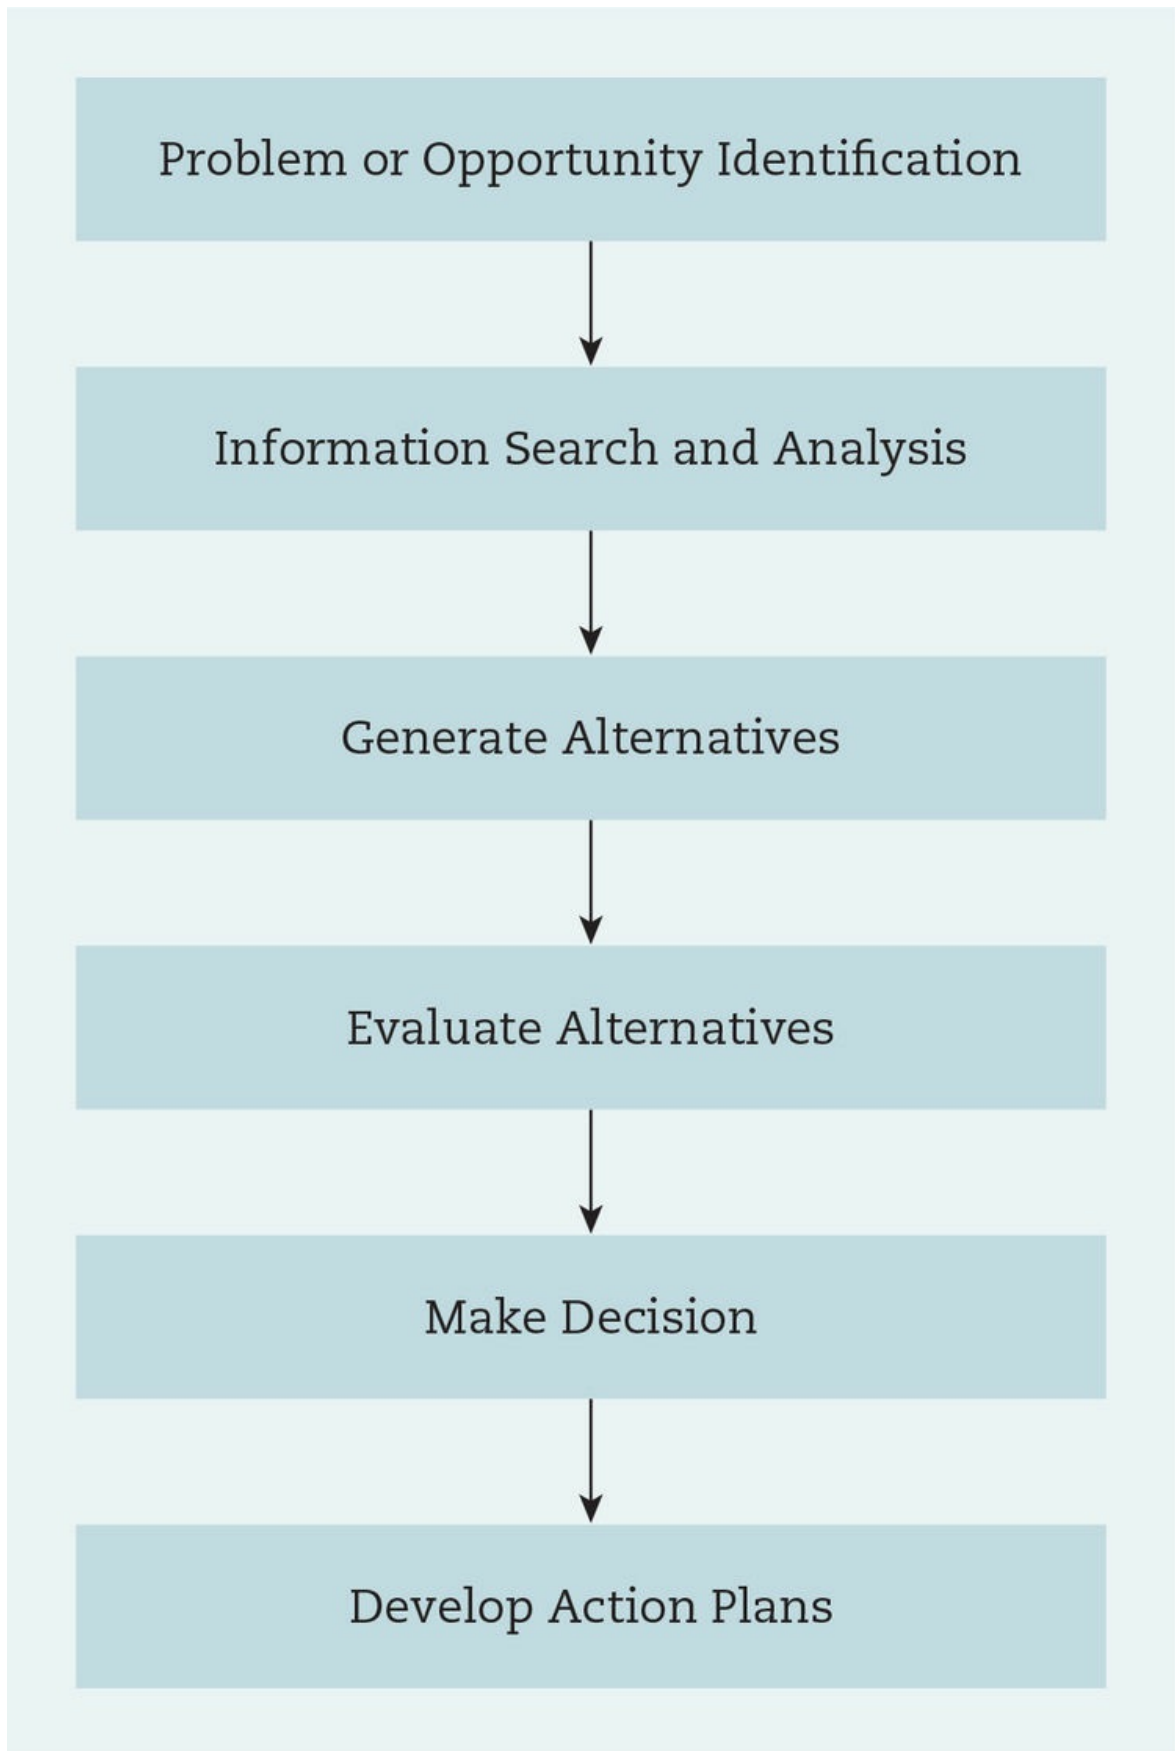 Problem or Opportunity Identification
Information Search and Analysis
Generate Alternatives
Evaluate Alternatives
Make Decision
Develop Action Plans